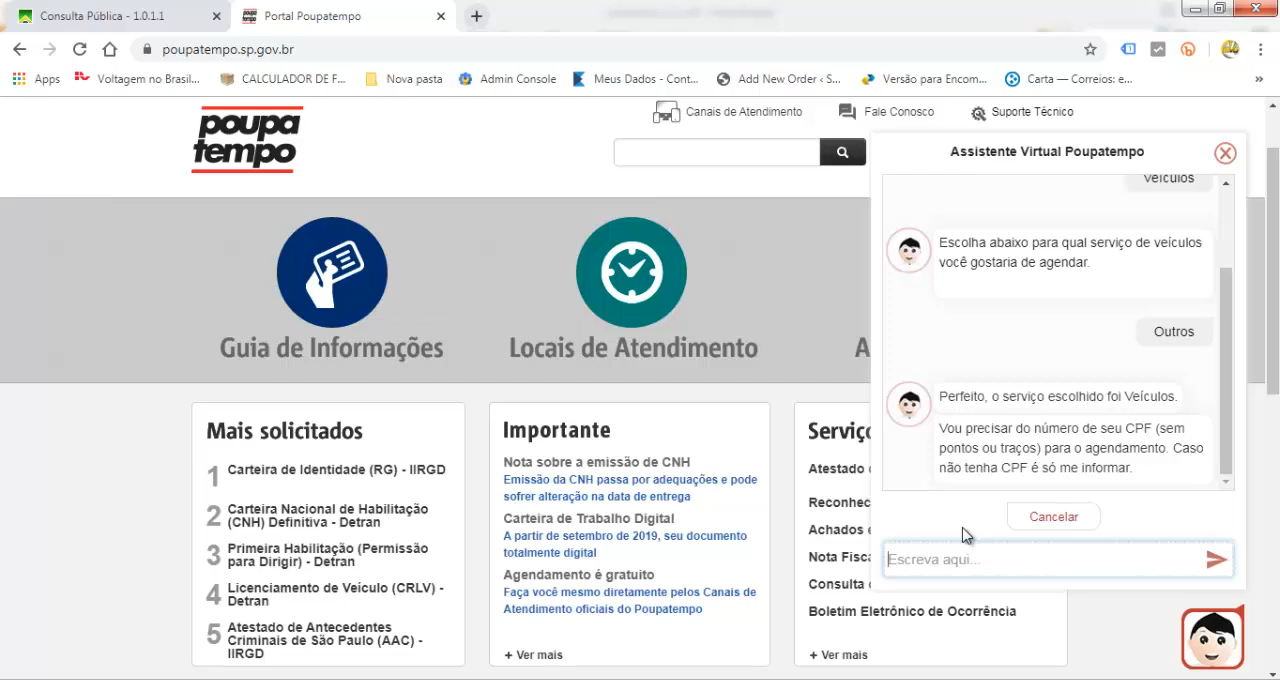 Consulta Pública - 1.0.1.1
Portal Poupatempo
poupatempo.sp.gov.br
Apps
Voltagem no Brasil...
CALCULADOR DE F...
Nova pasta
Admin Console
Meus Dados - Cont...
Add New Order ‹ S...
Versão para Encom...
Carta — Correios: e...
»
poupa
tempo
Canais de Atendimento
Fale Conosco
Suporte Técnico
Guia de Informações
Locais de Atendimento
A
Mais solicitados
1 Carteira de Identidade (RG) - IIRGD
2 Carteira Nacional de Habilitação
(CNH) Definitiva - Detran
3 Primeira Habilitação (Permissão
para Dirigir) - Detran
4 Licenciamento de Veículo (CRLV) -
Detran
5 Atestado de Antecedentes
Criminais de São Paulo (AAC) -
IIRGD
Importante
Nota sobre a emissão de CNH
Emissão da CNH passa por adequações e pode
sofrer alteração na data de entrega
Carteira de Trabalho Digital
A partir de setembro de 2019, seu documento
totalmente digital
Agendamento é gratuito
Faça você mesmo diretamente pelos Canais de
Atendimento oficiais do Poupatempo
+ Ver mais
Serviç
Atestado
Reconhec
Achados e
Nota Fisc
Consulta
Boletim Eletrônico de Ocorrência
+ Ver mais
Assistente Virtual Poupatempo
Veículos
Escolha abaixo para qual serviço de veículos
você gostaria de agendar.
Outros
Perfeito, o serviço escolhido foi Veículos.
Vou precisar do número de seu CPF (sem
pontos ou traços) para o agendamento. Caso
não tenha CPF é só me informar.
Cancelar
Escreva aqui...